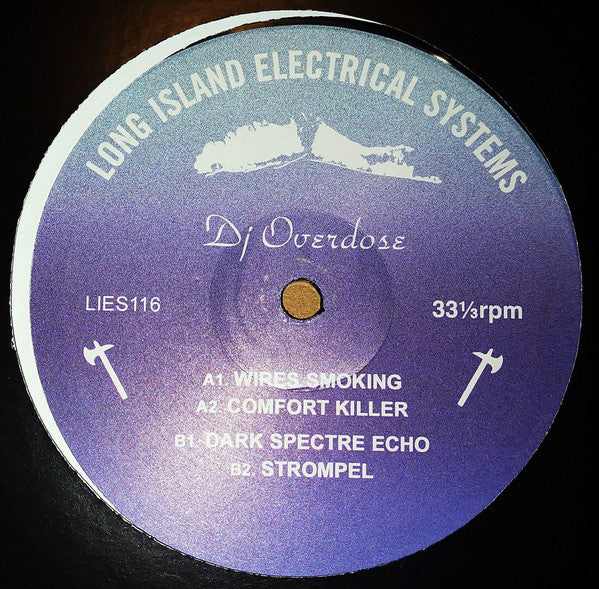 LONG ISLAND ELECTRICAL SYSTEMS
Dj Overdose
LIES116
33⅓rpm
A1. WIRES SMOKING
A2. COMFORT KILLER
B1. DARK SPECTRE ECHO
B2. STROMPEL